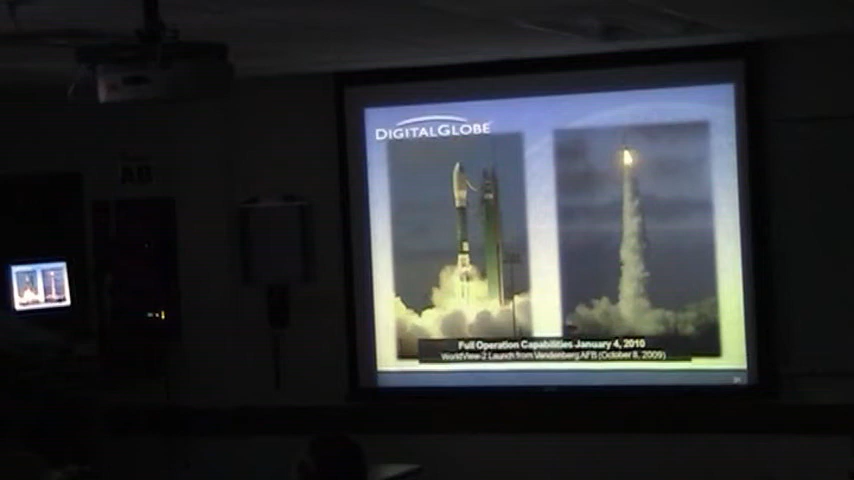 DIGITALGLOBE
Full Operation Capabilities January 4, 2010
WorldView-2 Launch from Vandenberg AFB (October 8, 2009)
AB